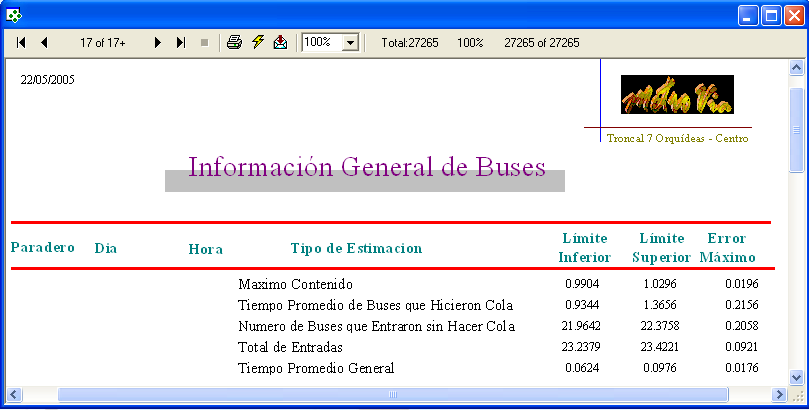 17 of 17+ 100% Total:27265 100% 27265 of 27265
22/05/2005
Metro Via
Troncal 7 Orquídeas - Centro
Información General de Buses
Paradero Dia Hora Tipo de Estimacion Límite Inferior Límite Superior Error Máximo
Maximo Contenido 0.9904 1.0296 0.0196
Tiempo Promedio de Buses que Hicieron Cola 0.9344 1.3656 0.2156
Numero de Buses que Entraron sin Hacer Cola 21.9642 22.3758 0.2058
Total de Entradas 23.2379 23.4221 0.0921
Tiempo Promedio General 0.0624 0.0976 0.0176